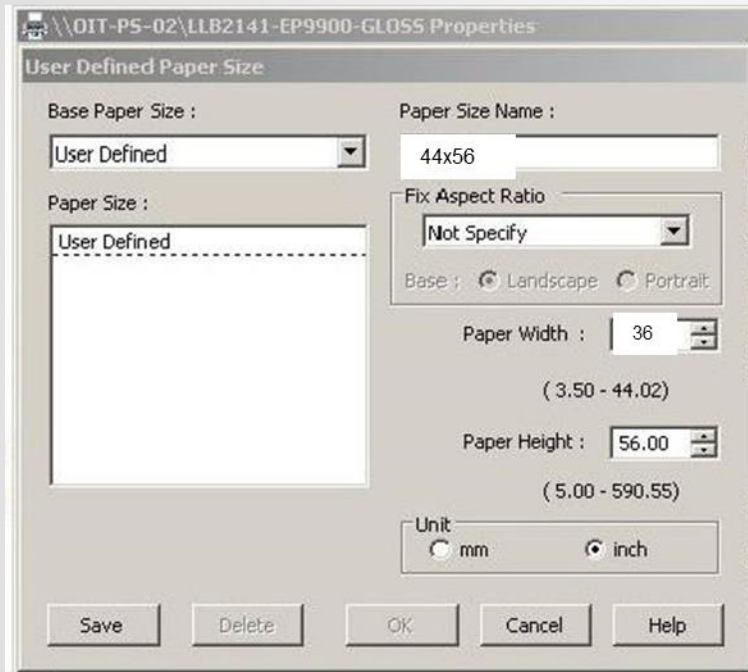 \\OIT-PS-02\LLB2141-EP9900-GLOSS Properties
User Defined Paper Size
Base Paper Size :
User Defined
Paper Size :
User Defined
Paper Size Name :
44x56
Fix Aspect Ratio
Not Specify
Base : Landscape Portrait
Paper Width : 36
( 3.50 - 44.02)
Paper Height : 56.00
( 5.00 - 590.55)
Unit
mm inch
Save Delete OK Cancel Help